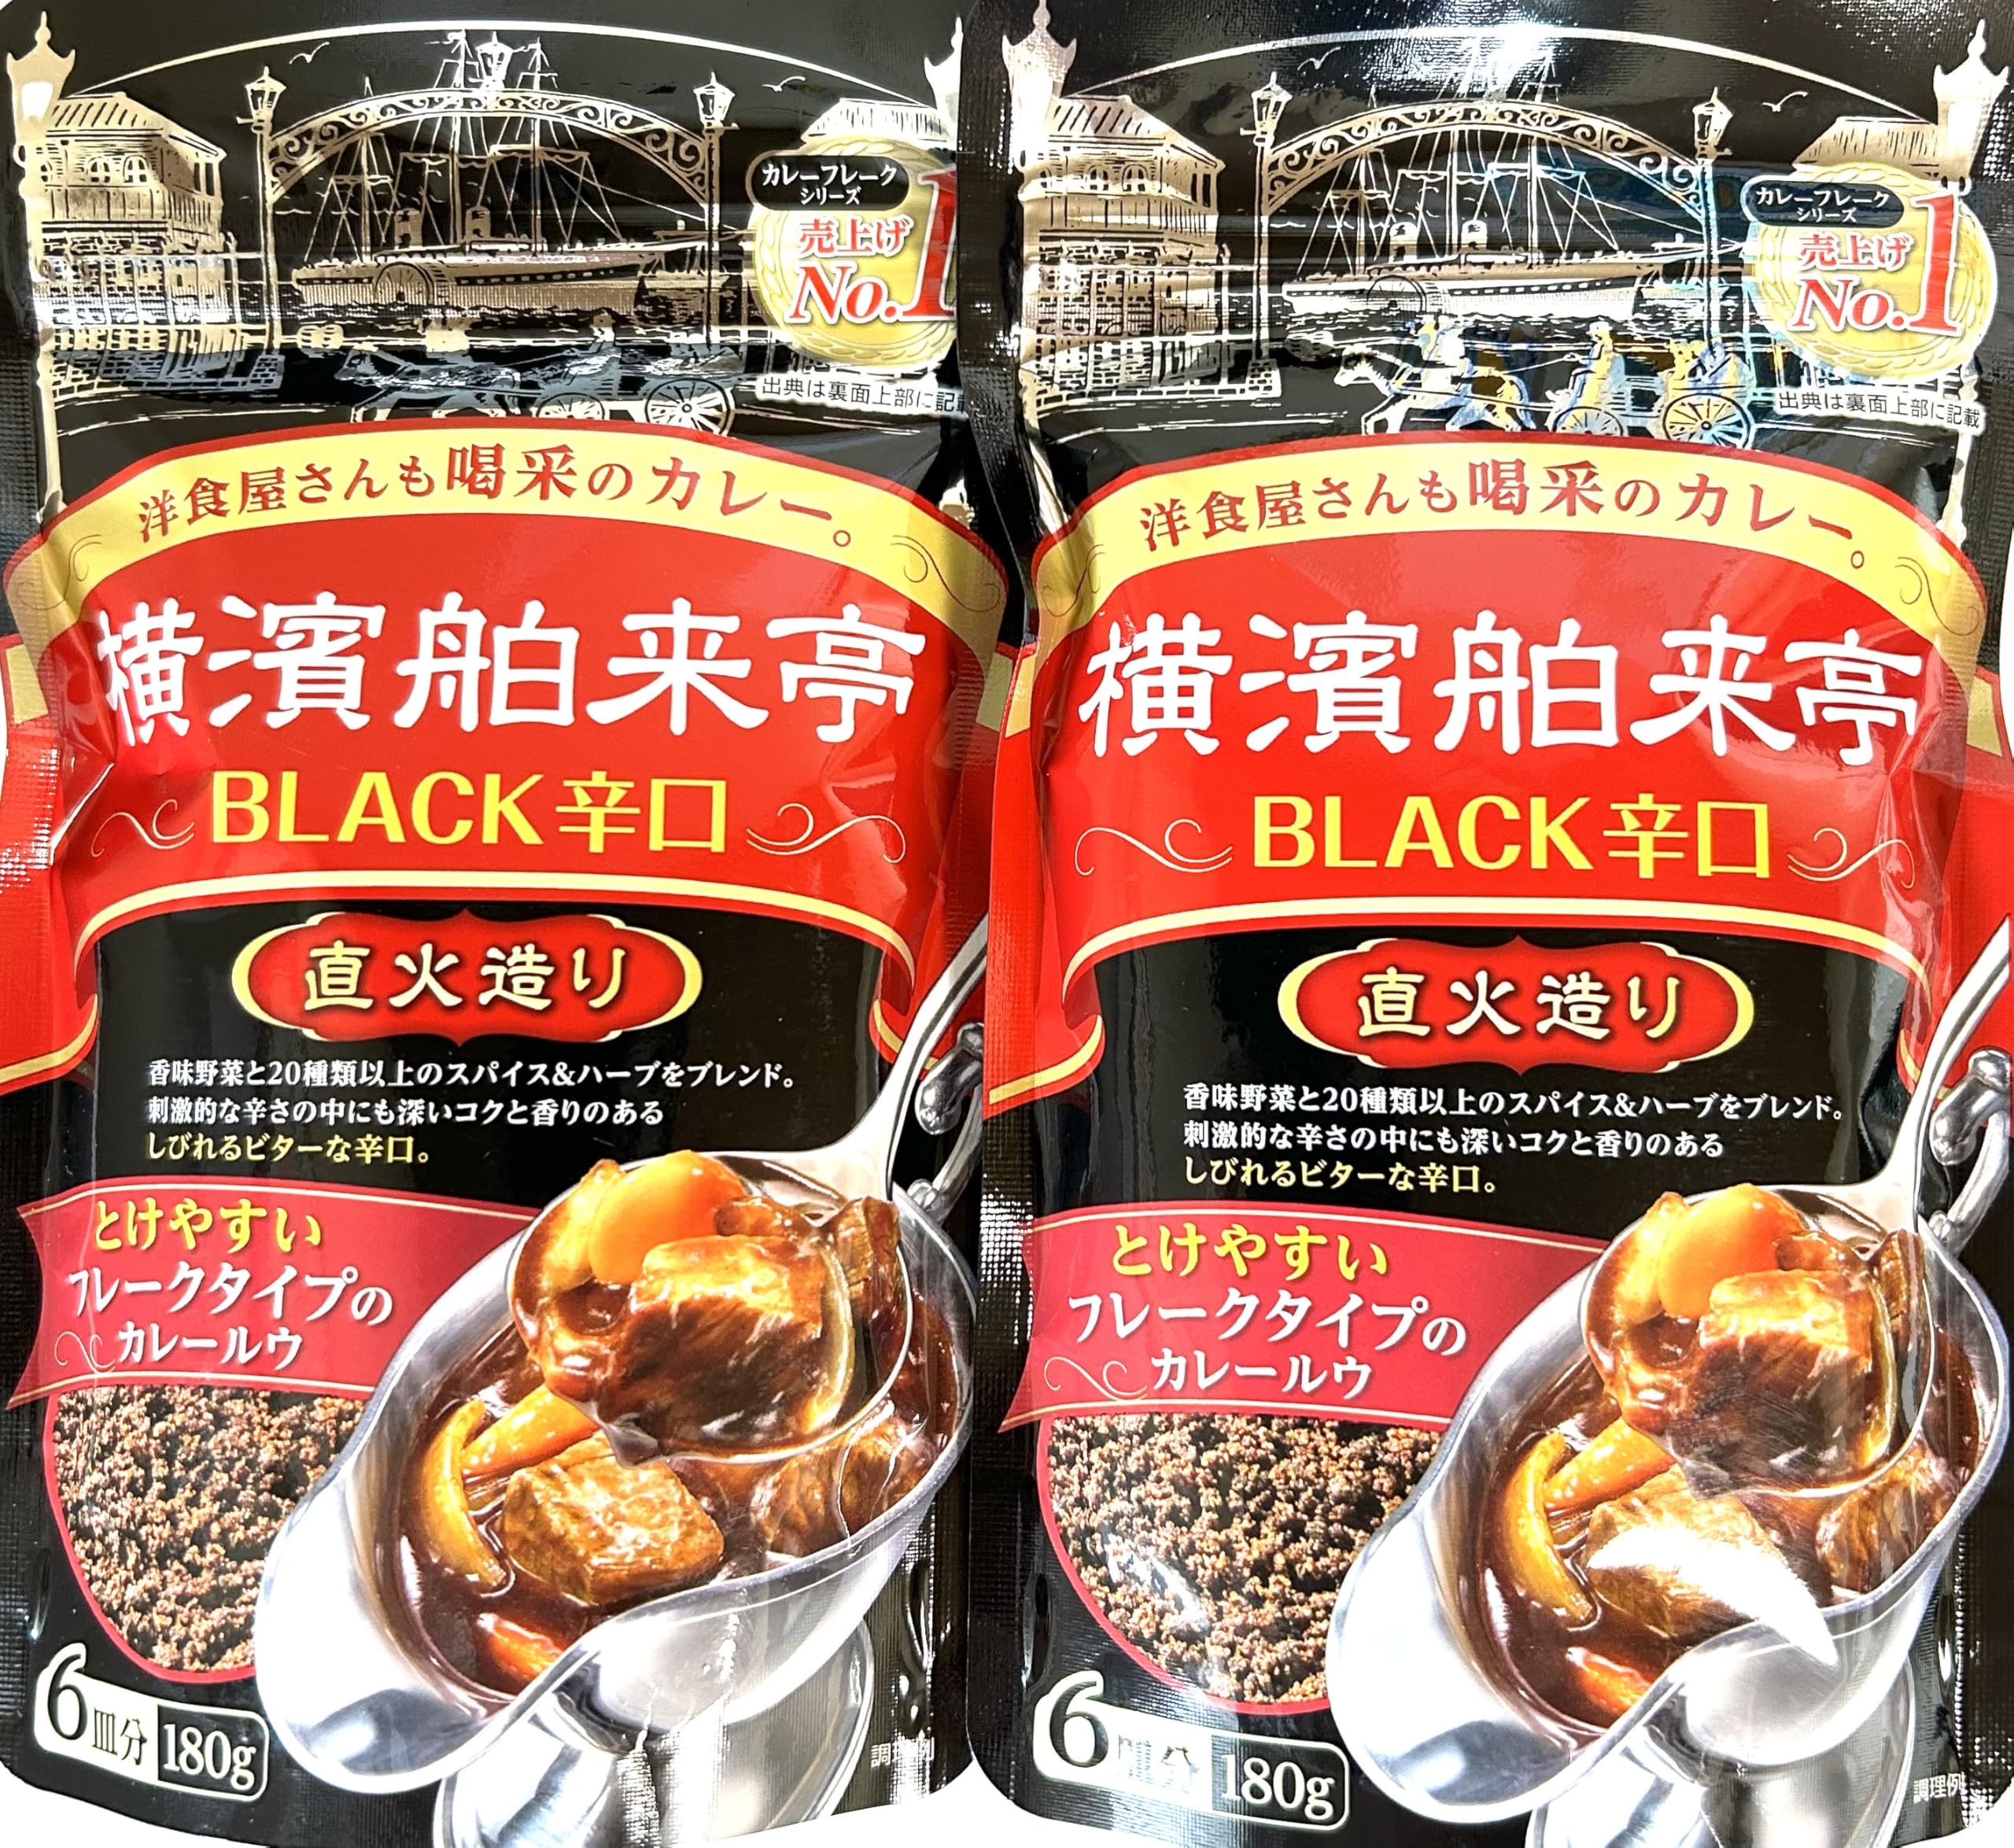 カレーフレーク
シリーズ
売上げ
No.1
出典は裏面上部に記載
洋食屋さんも喝采のカレー。
横濱舶来亭
BLACK辛口
直火造り
香味野菜と20種類以上のスパイス&ハーブをブレンド。
刺激的な辛さの中にも深いコクと香りのある
しびれるビターな辛口。
とけやすい
フレークタイプの
カレールウ
6皿分 180g
調理例
カレーフレーク
シリーズ
売上げ
No.1
出典は裏面上部に記載
洋食屋さんも喝采のカレー。
横濱舶来亭
BLACK辛口
直火造り
香味野菜と20種類以上のスパイス&ハーブをブレンド。
刺激的な辛さの中にも深いコクと香りのある
しびれるビターな辛口。
とけやすい
フレークタイプの
カレールウ
6皿分 180g
調理例